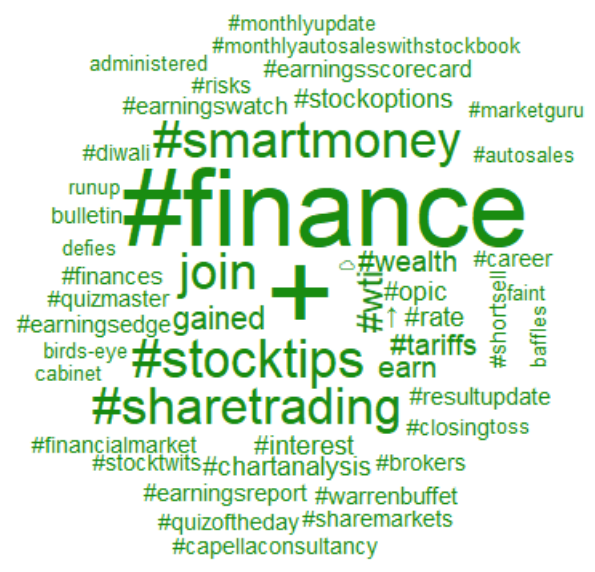 #monthlyupdate
#monthlyautosaleswithstockbook
administered #earningsscorecard
#risks
#earningswatch #stockoptions #marketguru
#diwali #smartmoney #autosales
runup #finance
bulletin
defies join + ☁ #wti #wealth #career
#finances #opic #shortsell faint
#quizmaster
#earningsedge gained ↑ #rate baffles
birds-eye #stocktips #tariffs
cabinet earn
#sharetrading #resultupdate
#closingtoss
#financialmarket #interest
#stocktwits #chartanalysis #brokers
#earningsreport #warrenbuffet
#quizoftheday #sharemarkets
#capellaconsultancy